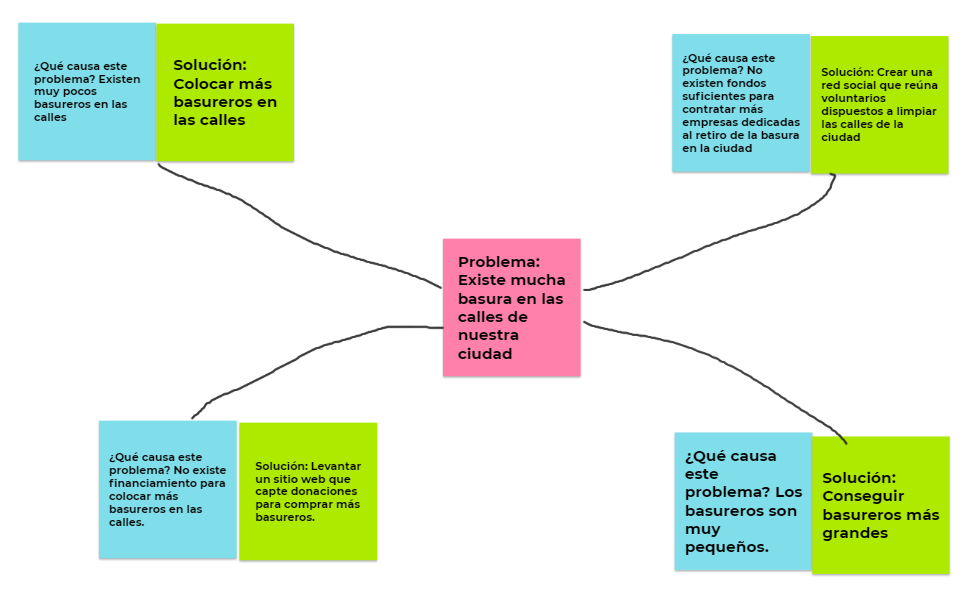 ¿Qué causa este
problema? Existen
muy pocos
basureros en las
calles
Solución:
Colocar más
basureros en
las calles
¿Qué causa este
problema? No
existen fondos
suficientes para
contratar más
empresas dedicadas
al retiro de la basura
en la ciudad
Solución: Crear una
red social que reúna
voluntarios
dispuestos a limpiar
las calles de la
ciudad
Problema:
Existe mucha
basura en las
calles de
nuestra
ciudad
¿Qué causa este
problema? No existe
financiamiento para
colocar más
basureros en las
calles.
Solución: Levantar
un sitio web que
capte donaciones
para comprar más
basureros.
¿Qué causa
este
problema? Los
basureros son
muy
pequeños.
Solución:
Conseguir
basureros más
grandes